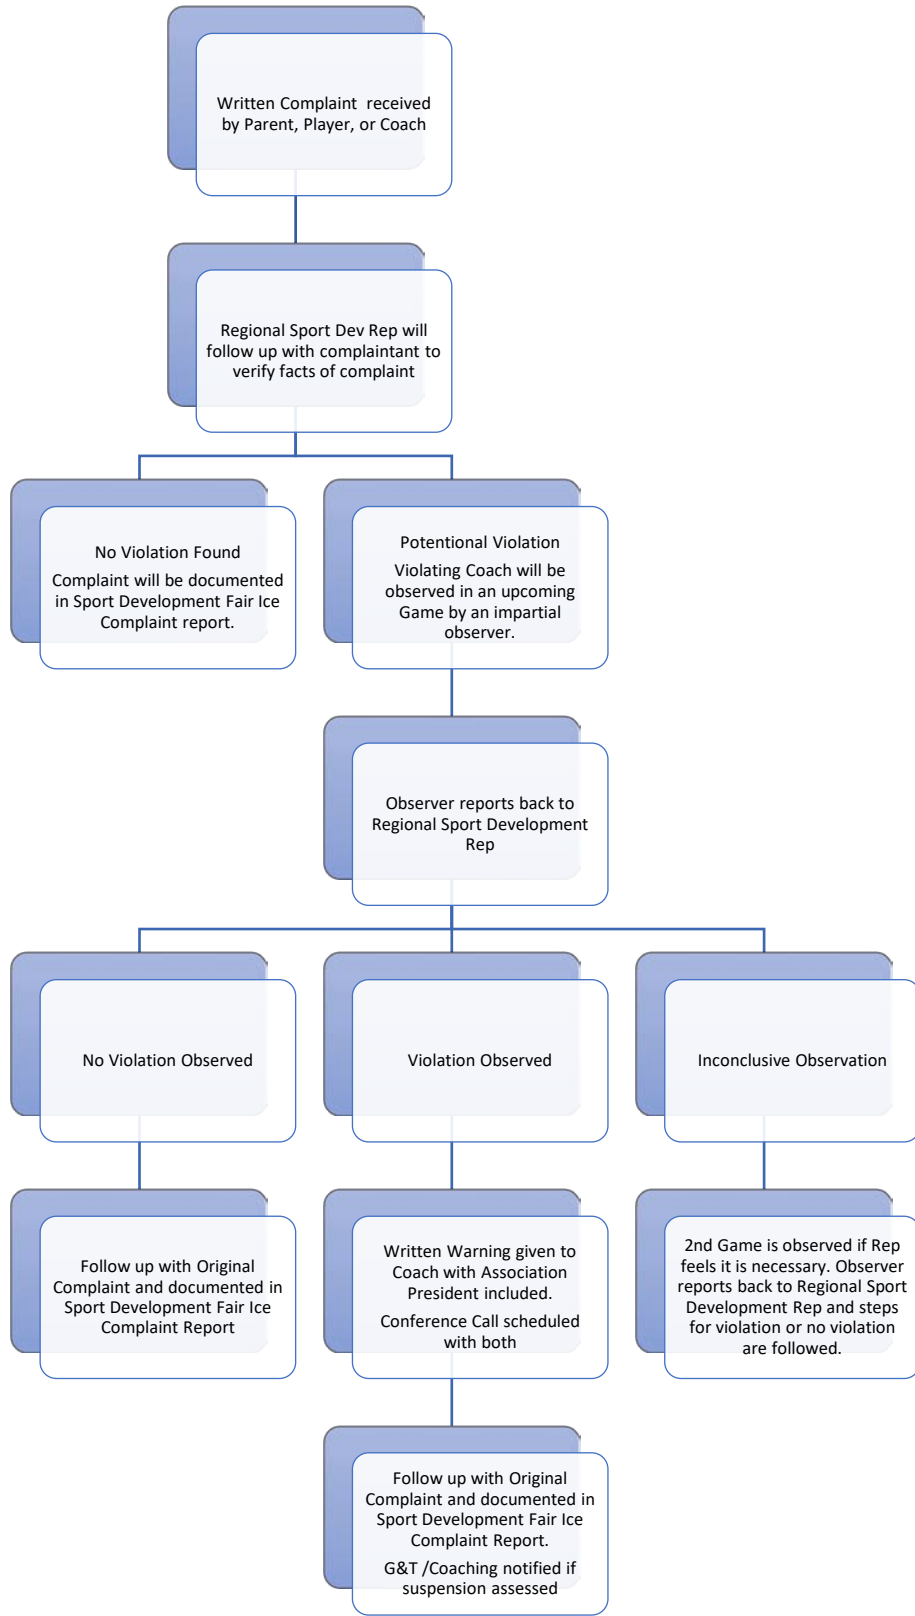 Written Complaint  received
by Parent, Player, or Coach
Regional Sport Dev Rep will
follow up with complaintant to
verify facts of complaint
No Violation Found
Complaint will be documented
in Sport Development Fair Ice
Complaint report.
Potentional Violation
Violating Coach will be
observed in an upcoming
Game by an impartial
observer.
Observer reports back to
Regional Sport Development
Rep
No Violation Observed
Violation Observed
Inconclusive Observation
Follow up with Original
Complaint and documented in
Sport Development Fair Ice
Complaint Report
Written Warning given to
Coach with Association
President included.
Conference Call scheduled
with both
2nd Game is observed if Rep
feels it is necessary. Observer
reports back to Regional Sport
Development Rep and steps
for violation or no violation
are followed.
Follow up with Original
Complaint and documented in
Sport Development Fair Ice
Complaint Report.
G&T /Coaching notified if
suspension assessed